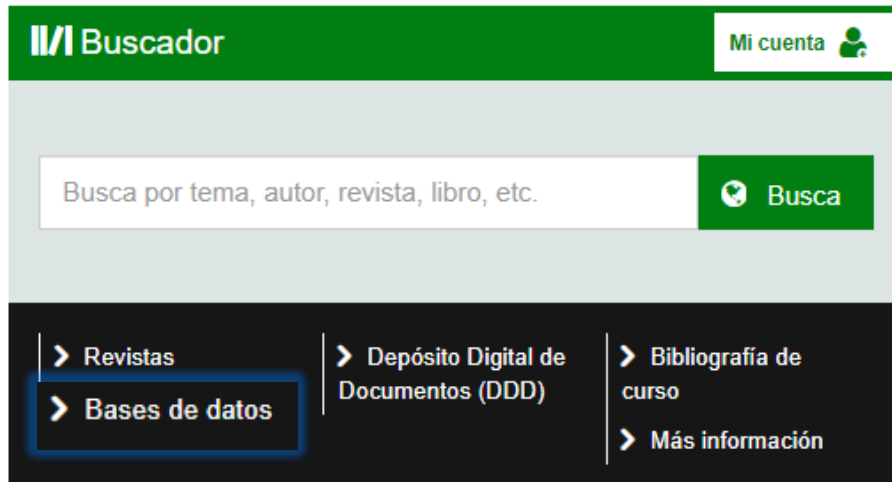 Buscador
Mi cuenta
Busca por tema, autor, revista, libro, etc.
Busca
Revistas
Bases de datos
Depósito Digital de
Documentos (DDD)
Bibliografía de
curso
Más información